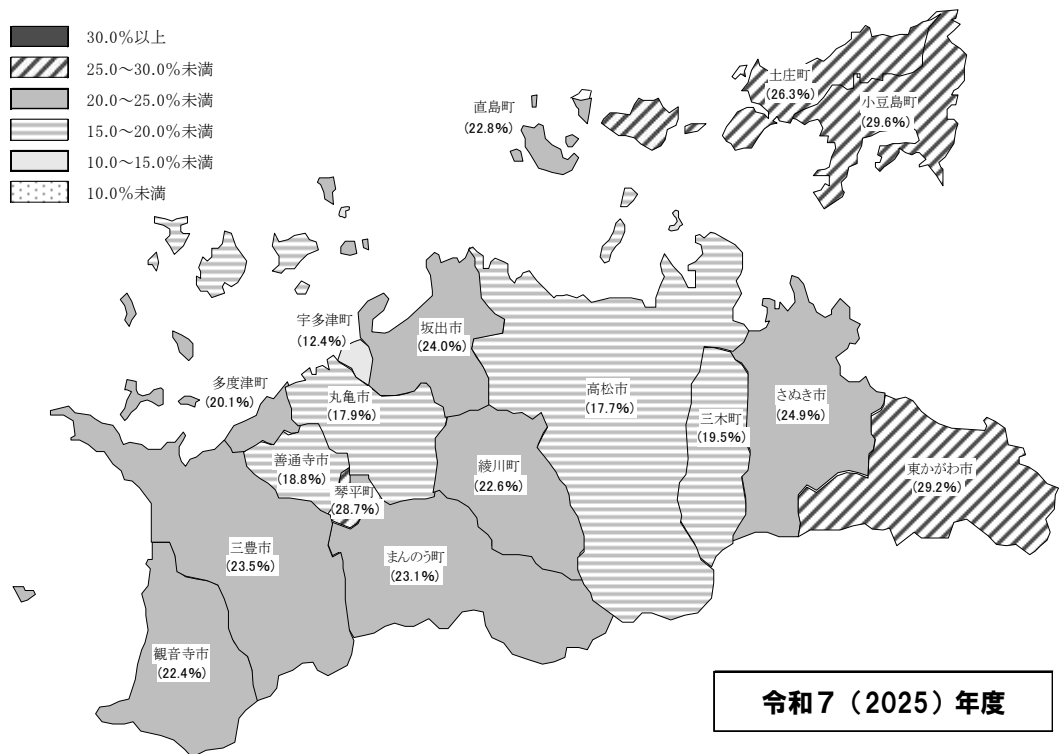 30.0%以上
25.0～30.0%未満
20.0～25.0%未満
15.0～20.0%未満
10.0～15.0%未満
10.0%未満
土庄町
(26.3%)
小豆島町
(29.6%)
直島町
(22.8%)
宇多津町
(12.4%)
坂出市
(24.0%)
多度津町
(20.1%)
丸亀市
(17.9%)
高松市
(17.7%)
三木町
(19.5%)
さぬき市
(24.9%)
善通寺市
(18.8%)
琴平町
(28.7%)
綾川町
(22.6%)
東かがわ市
(29.2%)
三豊市
(23.5%)
まんのう町
(23.1%)
観音寺市
(22.4%)
令和７（2025）年度